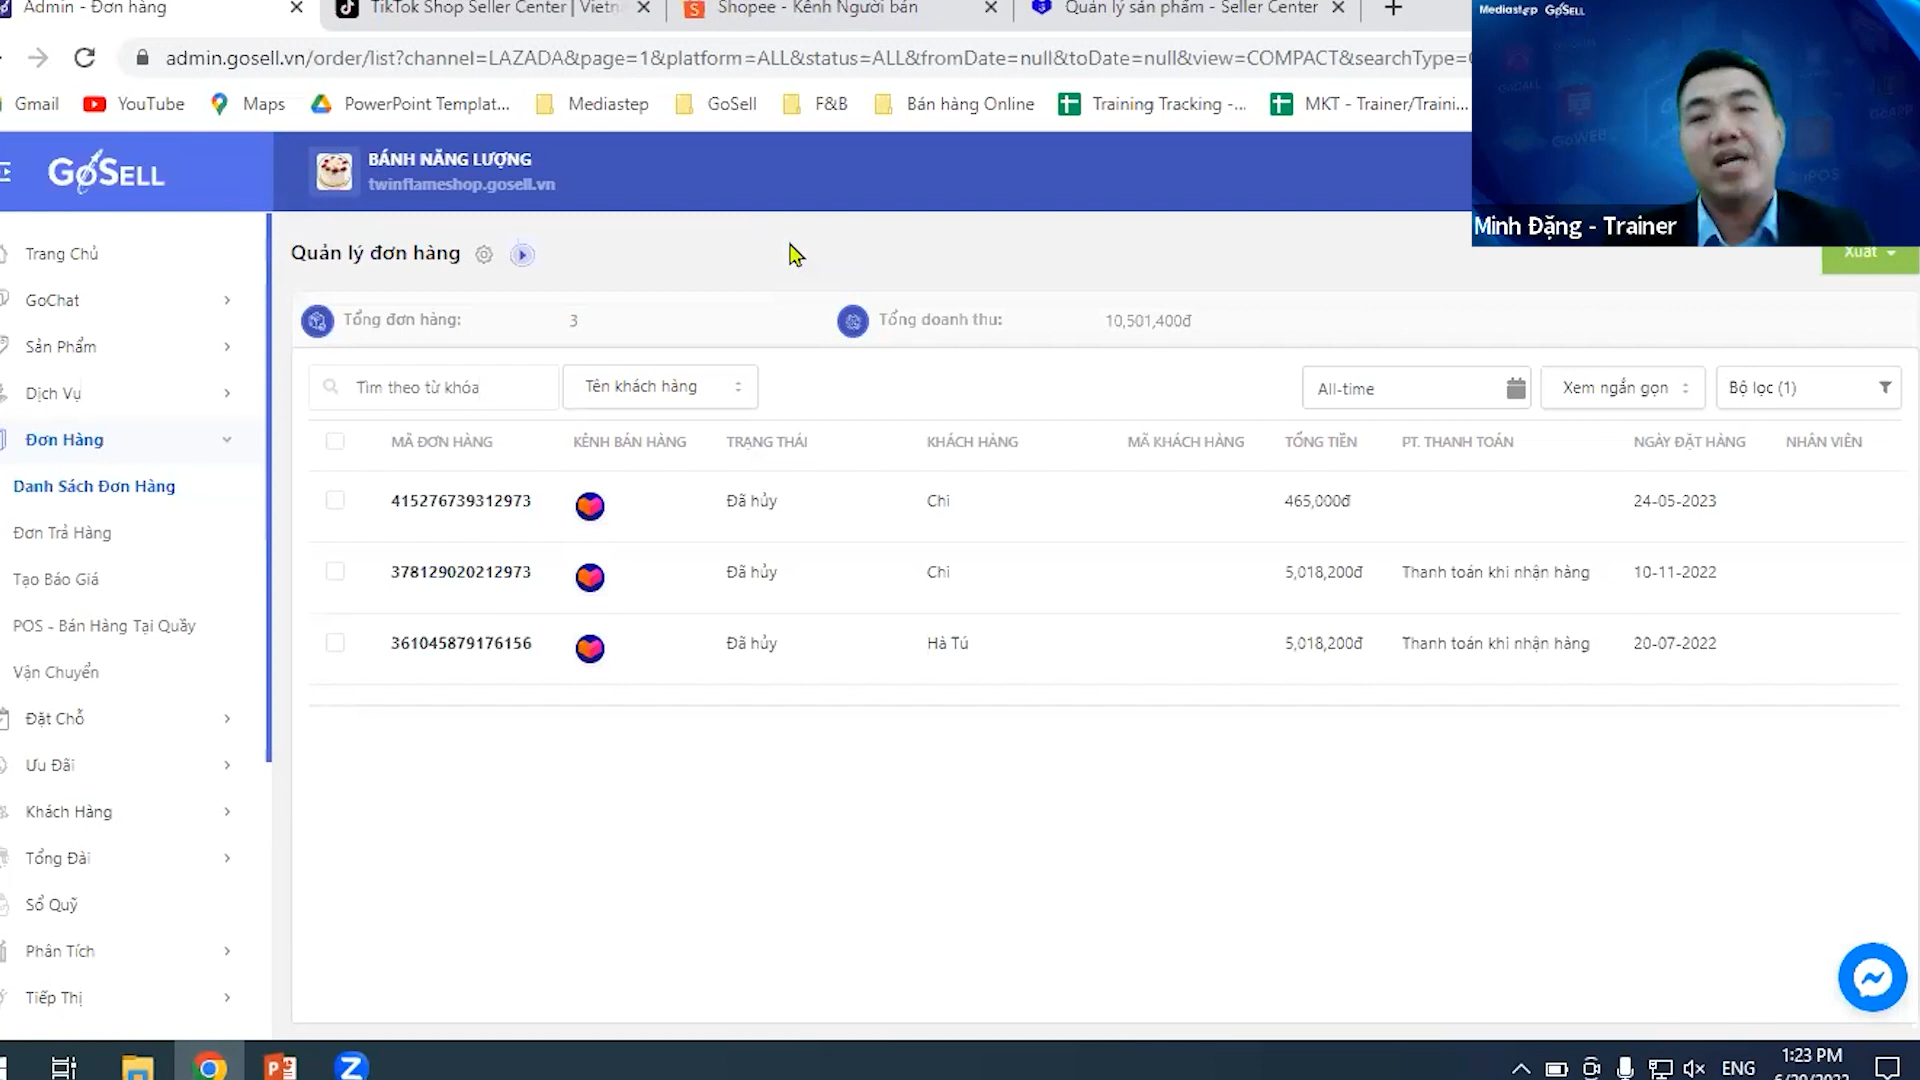 Admin - Đơn hàng
TikTok Shop Seller Center | Vietn
Shopee - Kênh Người bán
Quản lý sản phẩm - Seller Center
admin.gosell.vn/order/list?channel=LAZADA&page=1&platform=ALL&status=ALL&fromDate=null&toDate=null&view=COMPACT&searchType=
Gmail
YouTube
Maps
PowerPoint Templat...
Mediastep
GoSell
F&B
Bán hàng Online
Training Tracking -...
MKT - Trainer/Traini...
Mediastep GoSELL
Minh Đặng - Trainer
GoSELL
BÁNH NĂNG LƯỢNG
twinflameshop.gosell.vn
Trang Chủ
GoChat
Sản Phẩm
Dịch Vụ
Đơn Hàng
Danh Sách Đơn Hàng
Đơn Trả Hàng
Tạo Báo Giá
POS - Bán Hàng Tại Quầy
Vận Chuyển
Đặt Chỗ
Ưu Đãi
Khách Hàng
Tổng Đài
Sổ Quỹ
Phân Tích
Tiếp Thị
Quản lý đơn hàng
Xuất
Tổng đơn hàng: 3
Tổng doanh thu: 10,501,400đ
Tìm theo từ khóa
Tên khách hàng
All-time
Xem ngắn gọn
Bộ lọc (1)
MÃ ĐƠN HÀNG KÊNH BÁN HÀNG TRẠNG THÁI KHÁCH HÀNG MÃ KHÁCH HÀNG TỔNG TIỀN PT. THANH TOÁN NGÀY ĐẶT HÀNG NHÂN VIÊN
415276739312973 Đã hủy Chi 465,000đ 24-05-2023
378129020212973 Đã hủy Chi 5,018,200đ Thanh toán khi nhận hàng 10-11-2022
361045879176156 Đã hủy Hà Tú 5,018,200đ Thanh toán khi nhận hàng 20-07-2022
ENG
1:23 PM